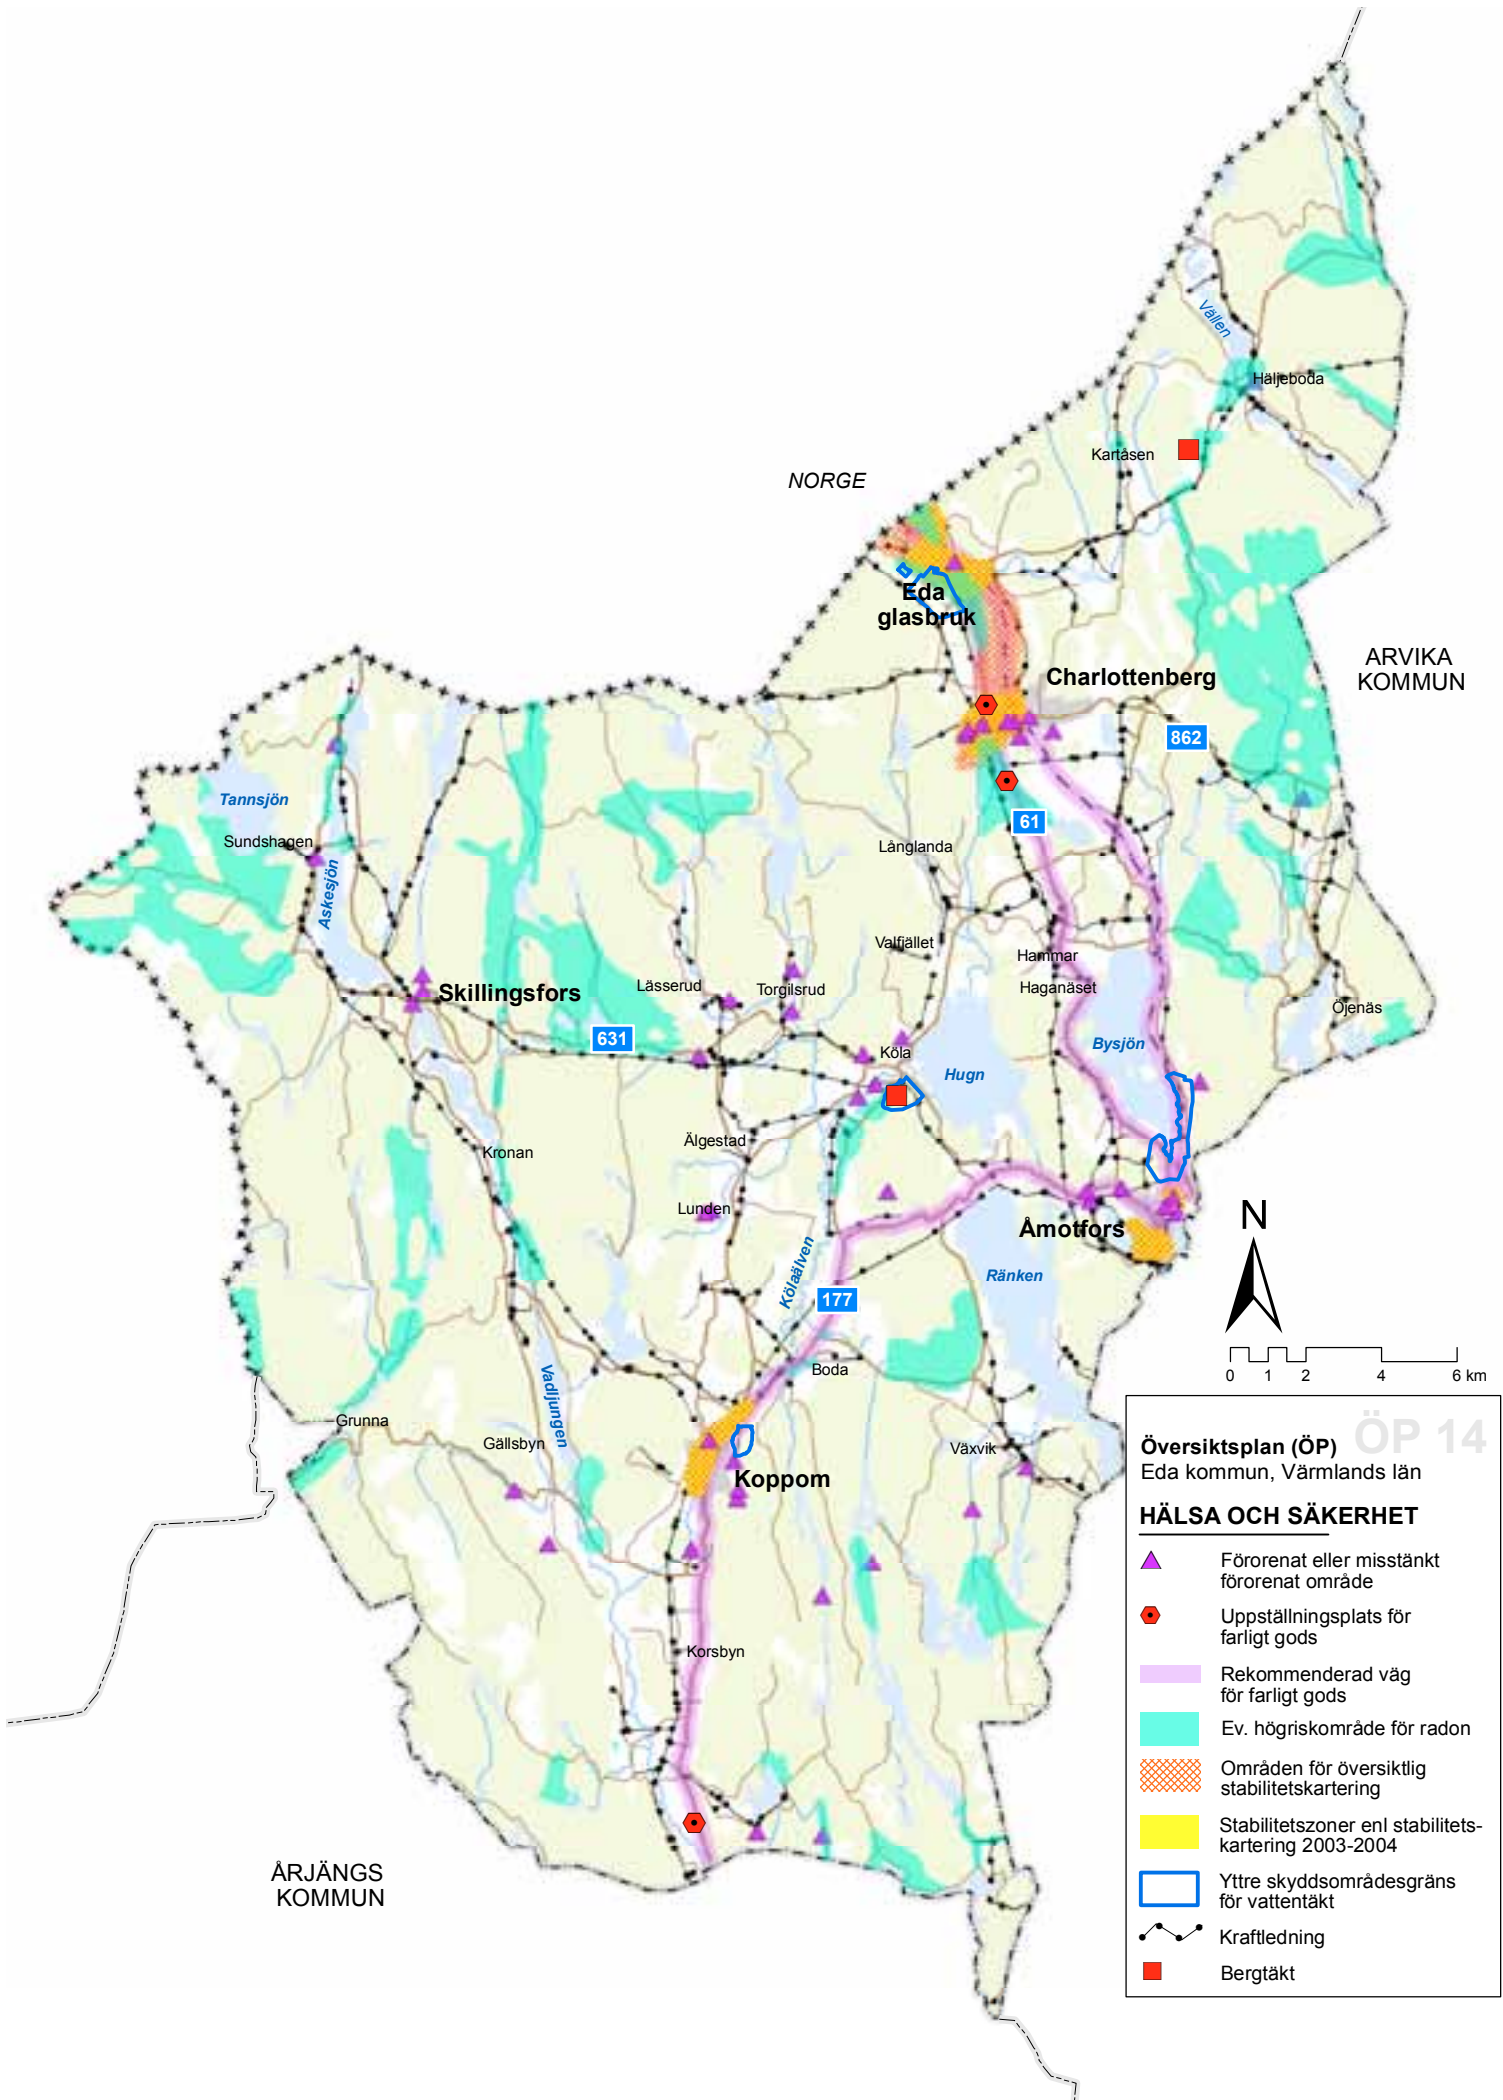 Vällen
Häljeboda
Kartåsen
NORGE
Eda
glasbruk
ARVIKA
KOMMUN
Charlottenberg
862
Tannsjön
61
Sundshagen
Långlanda
Askesjön
Valfjället
Hammar
Skillingsfors
Lässerud
Torgilsrud
Haganäset
Öjenäs
631
Köla
Bysjön
Hugn
Älgestad
Kronan
Lunden
Åmotfors
N
Kölaälven
Ränken
177
Boda
0 1 2 4 6 km
Vadljungen
Grunna
Gällsbyn
Växvik
Koppom
Korsbyn
ÅRJÄNGS
KOMMUN
ÖP 14
Översiktsplan (ÖP)
Eda kommun, Värmlands län
HÄLSA OCH SÄKERHET
Förorenat eller misstänkt
förorenat område
Uppställningsplats för
farligt gods
Rekommenderad väg
för farligt gods
Ev. högriskområde för radon
Områden för översiktlig
stabilitetskartering
Stabilitetszoner enl stabilitets-
kartering 2003-2004
Yttre skyddsområdesgräns
för vattentäkt
Kraftledning
Bergtäkt